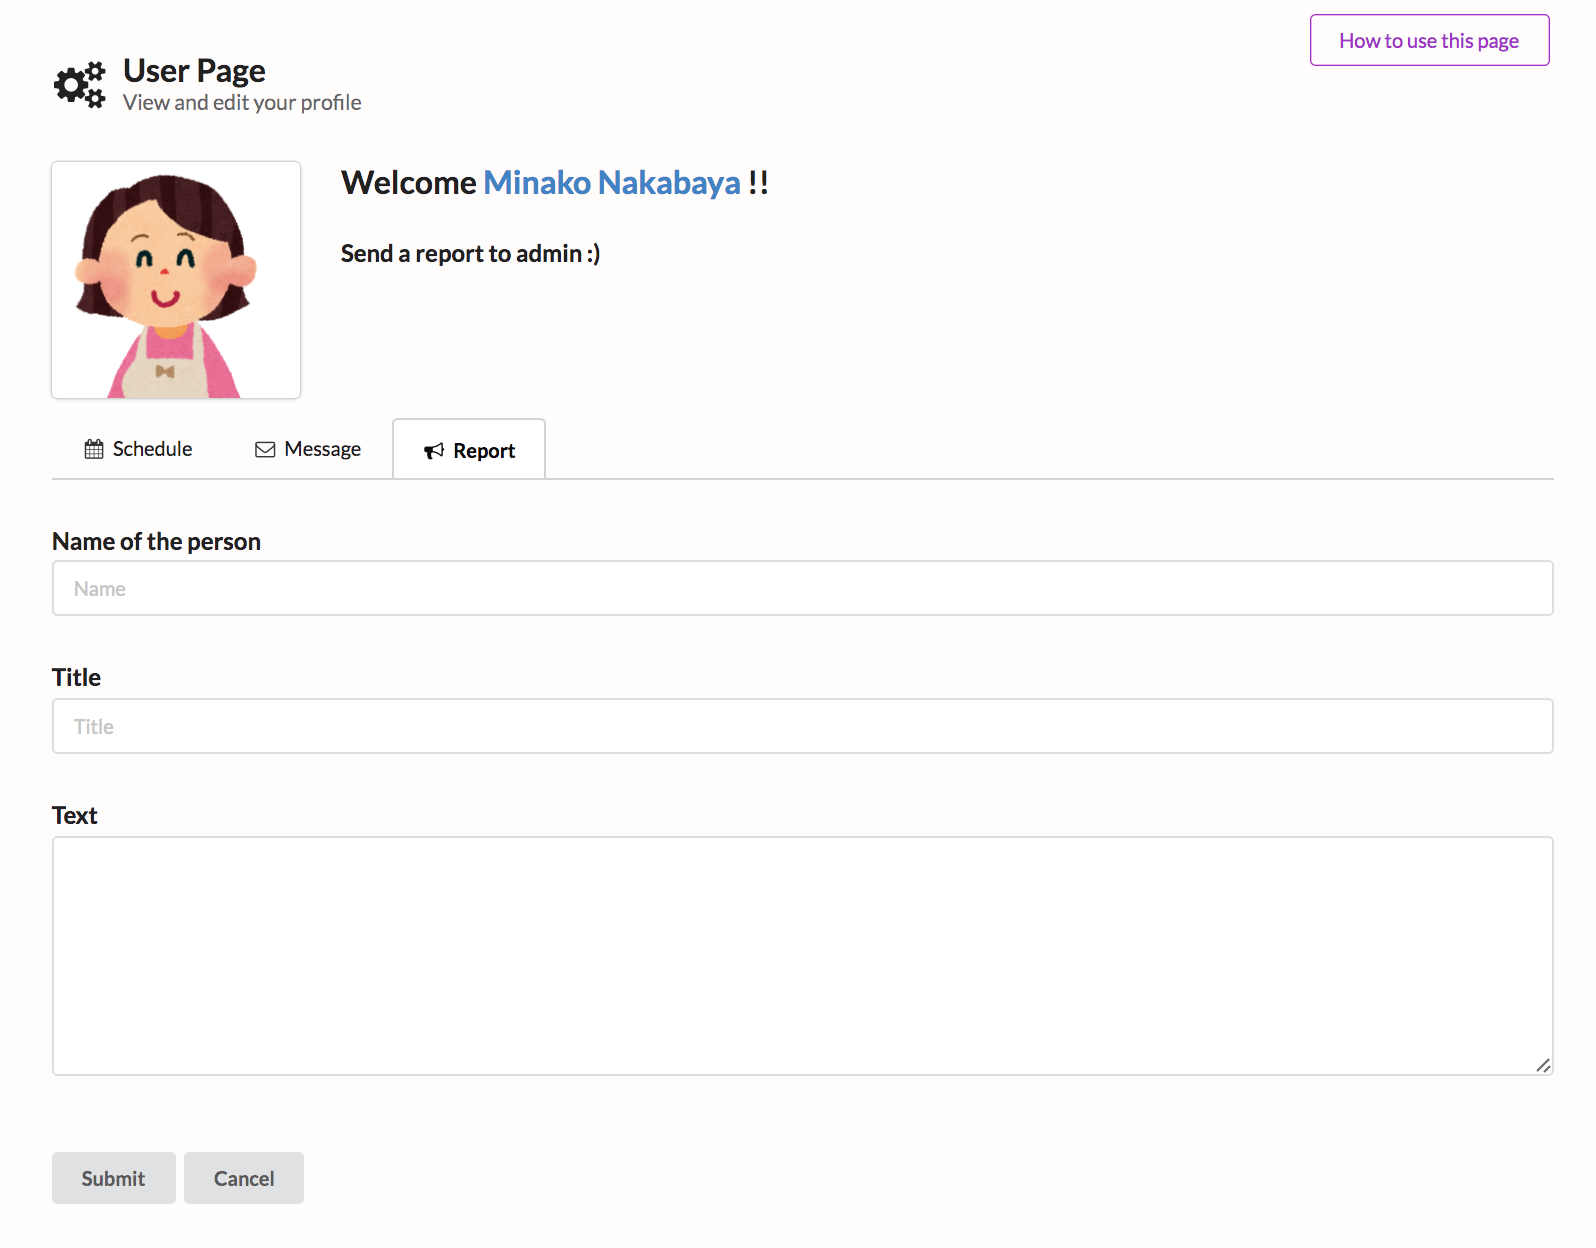 How to use this page
User Page
View and edit your profile
Welcome Minako Nakabaya !!
Send a report to admin :)
Schedule
Message
Report
Name of the person
Name
Title
Title
Text
Submit
Cancel